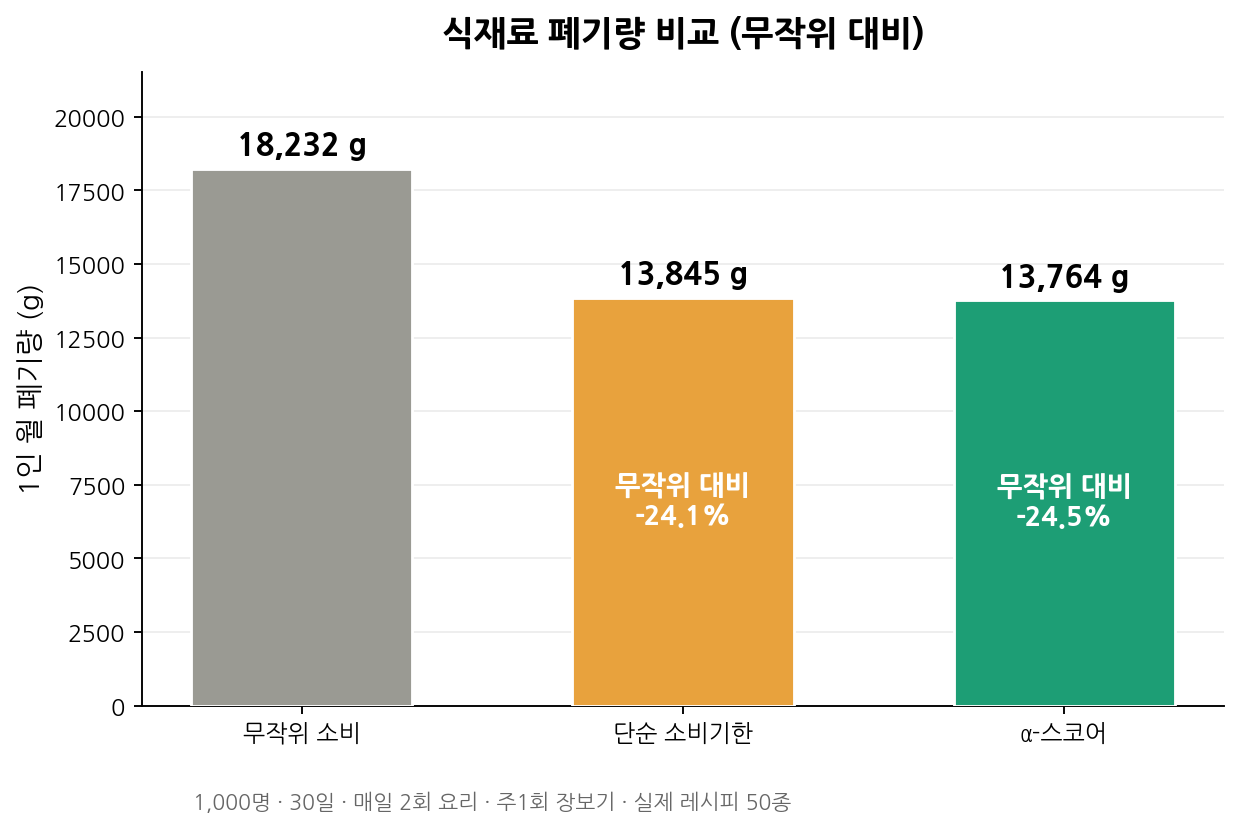 식재료 폐기량 비교 (무작위 대비)
1인 월 폐기량 (g)
20000
17500
15000
12500
10000
7500
5000
2500
0
18,232 g
13,845 g
13,764 g
무작위 대비
-24.1%
무작위 대비
-24.5%
무작위 소비
단순 소비기한
α-스코어
1,000명 · 30일 · 매일 2회 요리 · 주1회 장보기 · 실제 레시피 50종